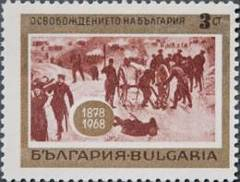 ОСВОБОЖДЕНИЕТО НА БЪЛГАРИЯ 3 СТ
1878
1968
БЪЛГАРИЯ·BULGARIA